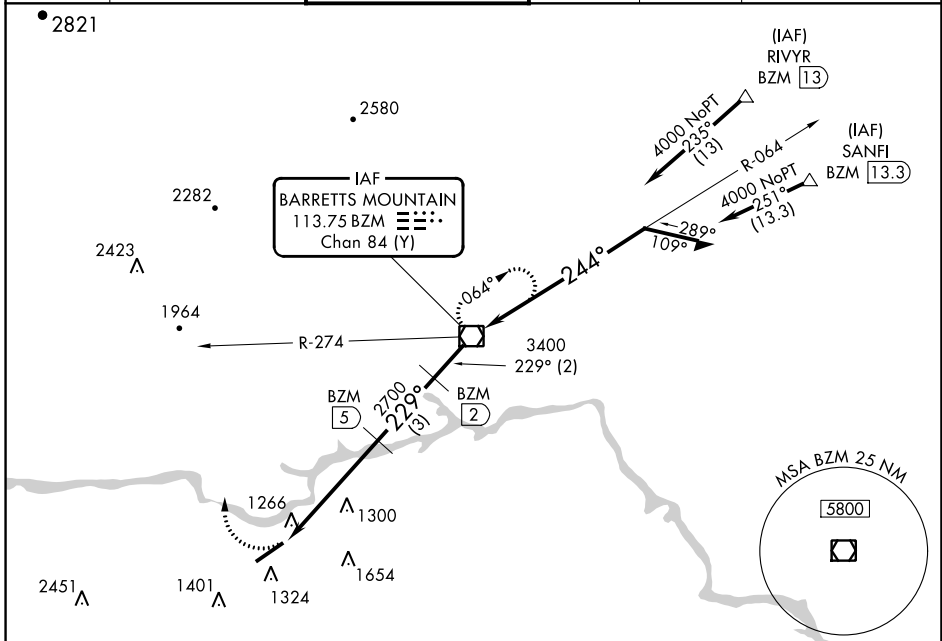 2821
(IAF)
RIVYR
BZM 13
2580
4000 NoPT
235°
(13)
R-064
(IAF)
SANFI
BZM 13.3
4000 NoPT
251°
(13.3)
IAF
BARRETTS MOUNTAIN
113.75 BZM
Chan 84 (Y)
2282
289°
109°
2423
244°
064°
1964
R-274
3400
229° (2)
BZM
5
2700
229°
(3)
BZM
2
MSA BZM 25 NM
5800
1266
1300
1654
2451
1401
1324